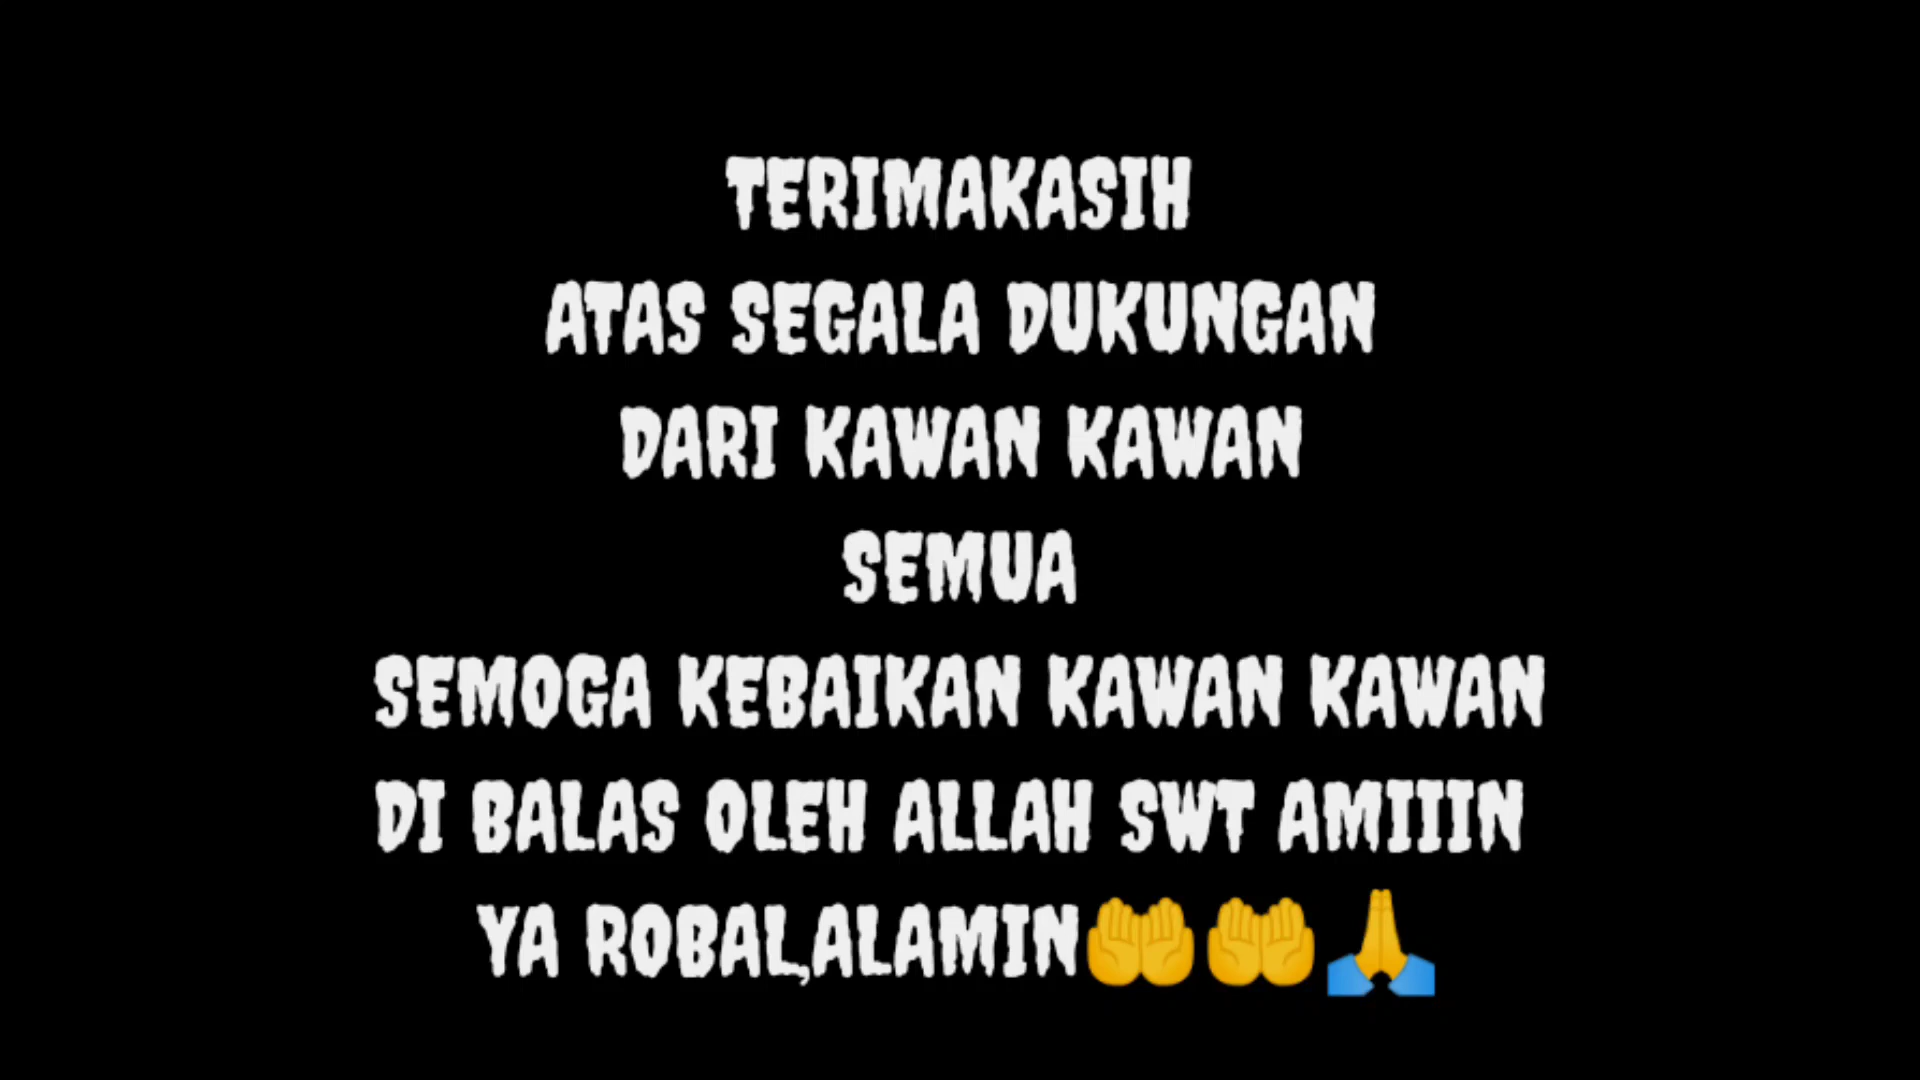 TERIMAKASIH
ATAS SEGALA DUKUNGAN
DARI KAWAN KAWAN
SEMUA
SEMOGA KEBAIKAN KAWAN KAWAN
DI BALAS OLEH ALLAH SWT AMIIIN
YA ROBAL,ALAMIN🤲🤲🙏